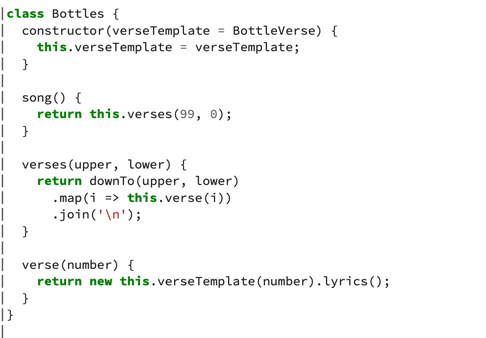 class Bottles {
  constructor(verseTemplate = BottleVerse) {
    this.verseTemplate = verseTemplate;
  }

  song() {
    return this.verses(99, 0);
  }

  verses(upper, lower) {
    return downTo(upper, lower)
      .map(i => this.verse(i))
      .join('\n');
  }

  verse(number) {
    return new this.verseTemplate(number).lyrics();
  }
}